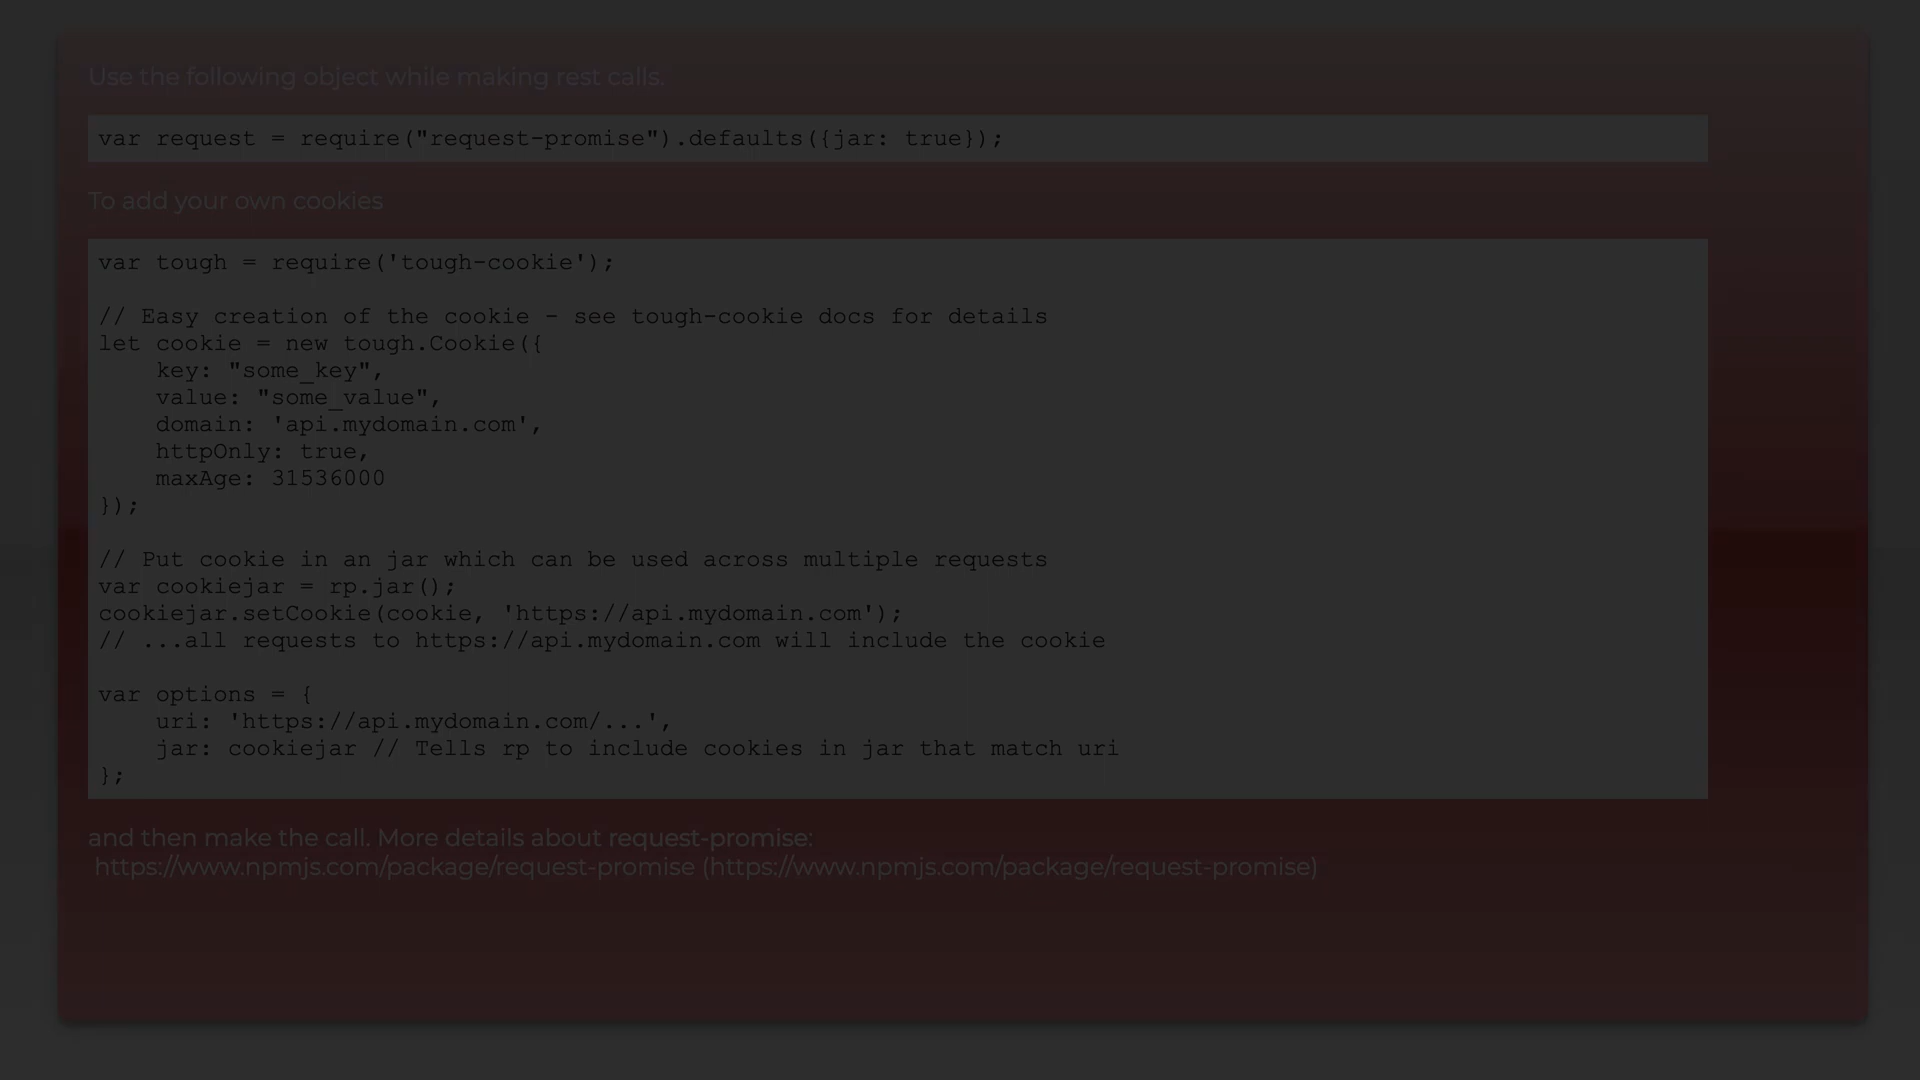 Use the following object while making rest calls.
var request = require("request-promise").defaults({jar: true});
To add your own cookies
var tough = require('tough-cookie');
// Easy creation of the cookie - see tough-cookie docs for details
let cookie = new tough.Cookie({
    key: "some_key",
    value: "some_value",
    domain: 'api.mydomain.com',
    httpOnly: true,
    maxAge: 31536000
});
// Put cookie in an jar which can be used across multiple requests
var cookiejar = rp.jar();
cookiejar.setCookie(cookie, 'https://api.mydomain.com');
// ...all requests to https://api.mydomain.com will include the cookie
var options = {
    uri: 'https://api.mydomain.com/...',
    jar: cookiejar // Tells rp to include cookies in jar that match uri
};
and then make the call. More details about request-promise:
https://www.npmjs.com/package/request-promise (https://www.npmjs.com/package/request-promise)